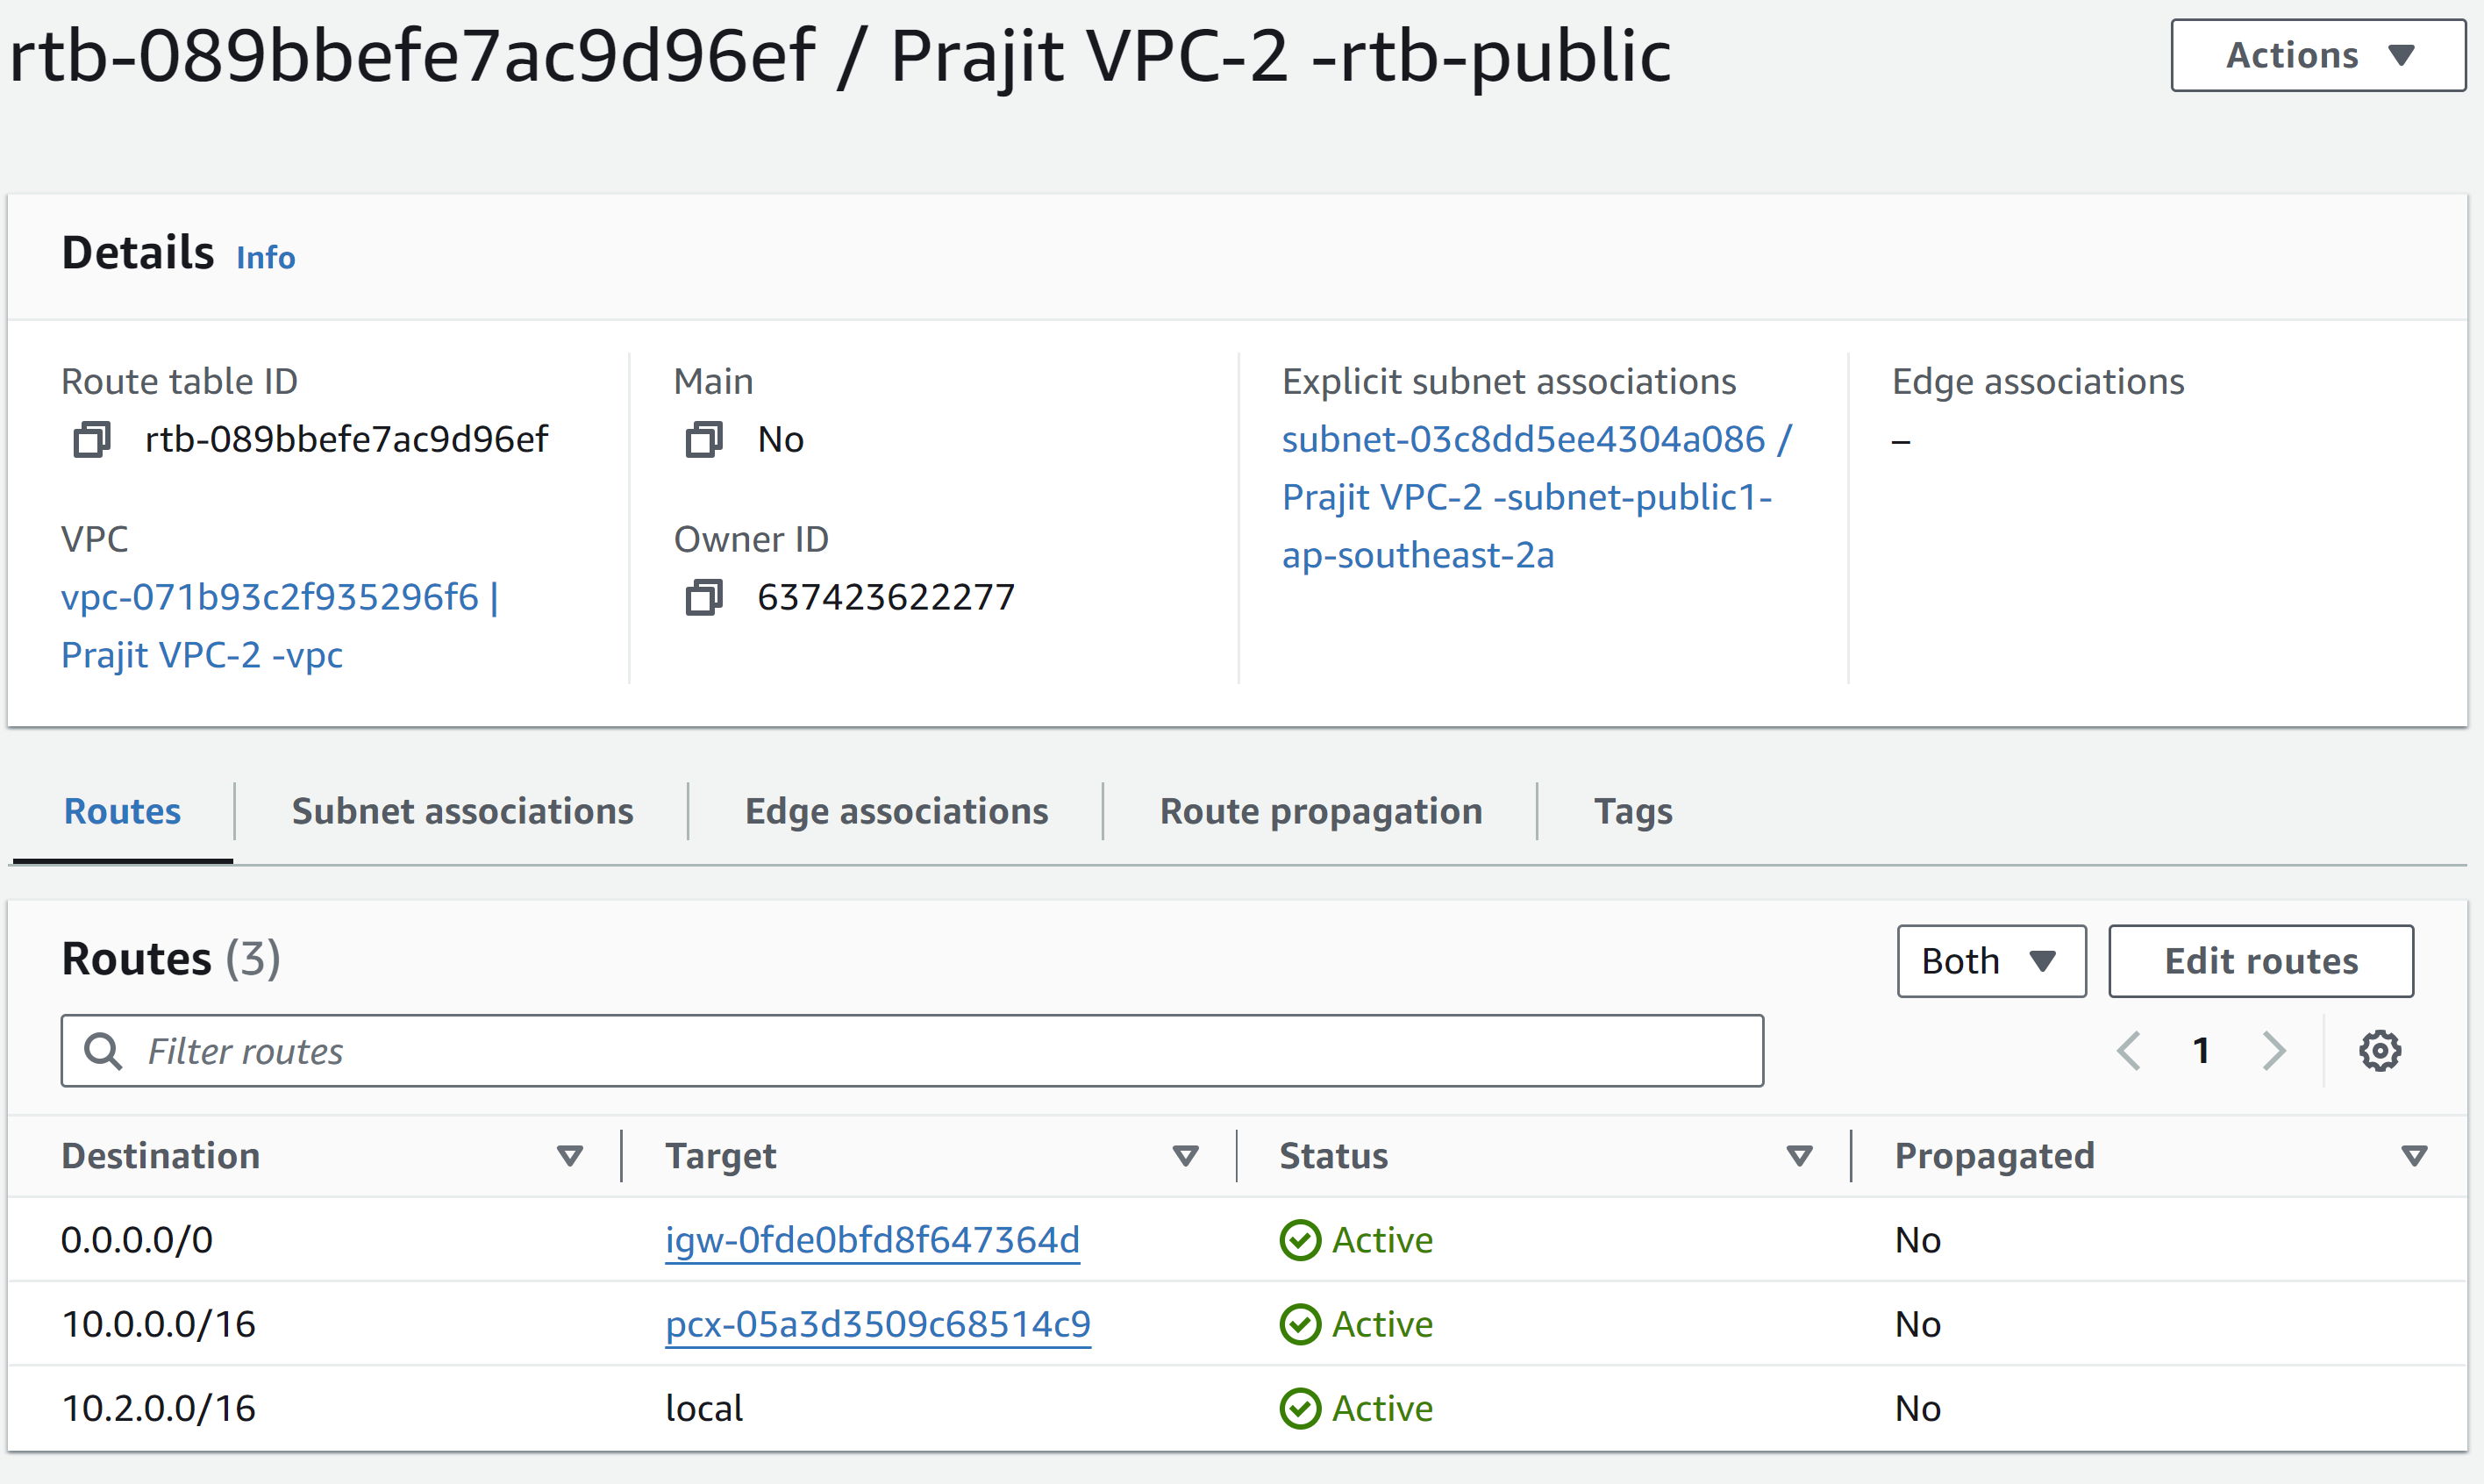 rtb-089bbefe7ac9d96ef / Prajit VPC-2 -rtb-public
Actions
Details Info
Route table ID
rtb-089bbefe7ac9d96ef
Main
No
Explicit subnet associations
subnet-03c8dd5ee4304a086 /
Prajit VPC-2 -subnet-public1-
ap-southeast-2a
Edge associations
–
VPC
vpc-071b93c2f935296f6 |
Prajit VPC-2 -vpc
Owner ID
637423622277
Routes Subnet associations Edge associations Route propagation Tags
Routes (3)
Both Edit routes
Filter routes
1
Destination Target Status Propagated
0.0.0.0/0 igw-0fde0bfd8f647364d Active No
10.0.0.0/16 pcx-05a3d3509c68514c9 Active No
10.2.0.0/16 local Active No